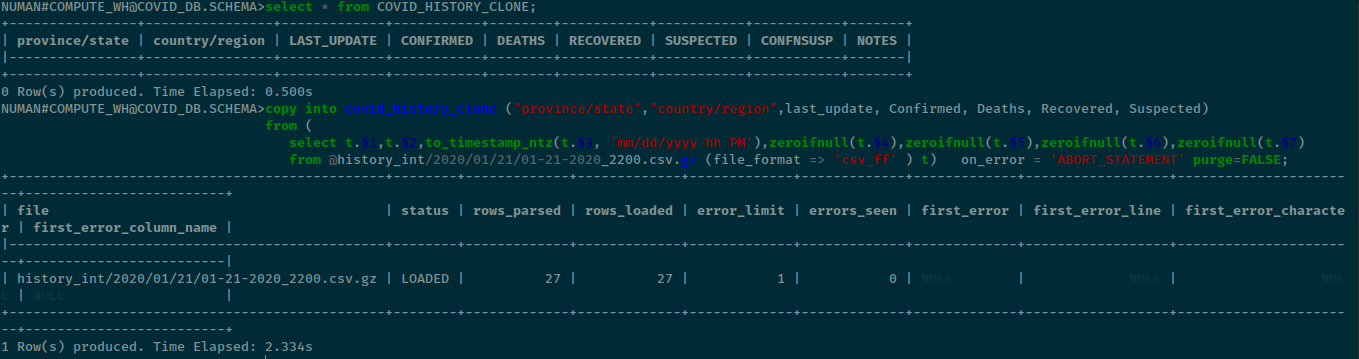 NUMAN#COMPUTE_WH@COVID_DB.SCHEMA>select * from COVID_HISTORY_CLONE;
+----------------+----------------+-------------+-----------+--------+-----------+-----------+----------+-------+
| province/state | country/region | LAST_UPDATE | CONFIRMED | DEATHS | RECOVERED | SUSPECTED | CONFNSUSP | NOTES |
|----------------+----------------+-------------+-----------+--------+-----------+-----------+-----------+-------|
+----------------+----------------+-------------+-----------+--------+-----------+-----------+-----------+-------+
0 Row(s) produced. Time Elapsed: 0.500s
NUMAN#COMPUTE_WH@COVID_DB.SCHEMA>copy into covid_history_clone ("province/state","country/region",last_update, Confirmed, Deaths, Recovered, Suspected)
from (
select t.$1,t.$2,to_timestamp_ntz(t.$3, 'mm/dd/yyyy hh PM'),zeroifnull(t.$4),zeroifnull(t.$5),zeroifnull(t.$6),zeroifnull(t.$7)
from @history_int/2020/01/21/01-21-2020_2200.csv.gz (file_format => 'csv_ff' ) t) on_error = 'ABORT_STATEMENT' purge=FALSE;
| file | status | rows_parsed | rows_loaded | error_limit | errors_seen | first_error | first_error_line | first_error_characte
r | first_error_column_name |
| history_int/2020/01/21/01-21-2020_2200.csv.gz | LOADED | 27 | 27 | 1 | 0 | NULL | NULL | NUL
L | NULL |
1 Row(s) produced. Time Elapsed: 2.334s